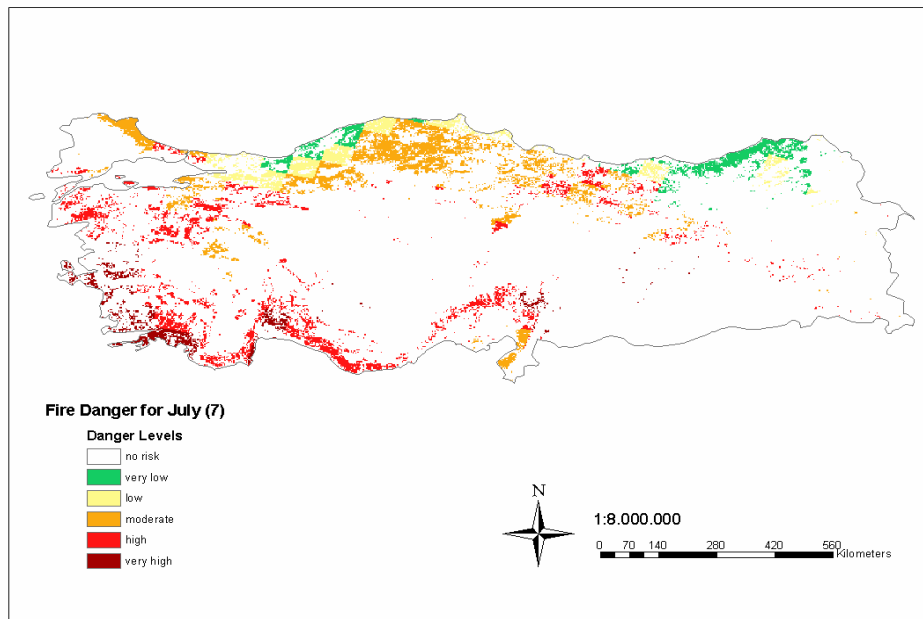 Fire Danger for July (7)
Danger Levels
no risk
very low
low
moderate
high
very high
N
1:8.000.000
0 70 140 280 420 560
Kilometers